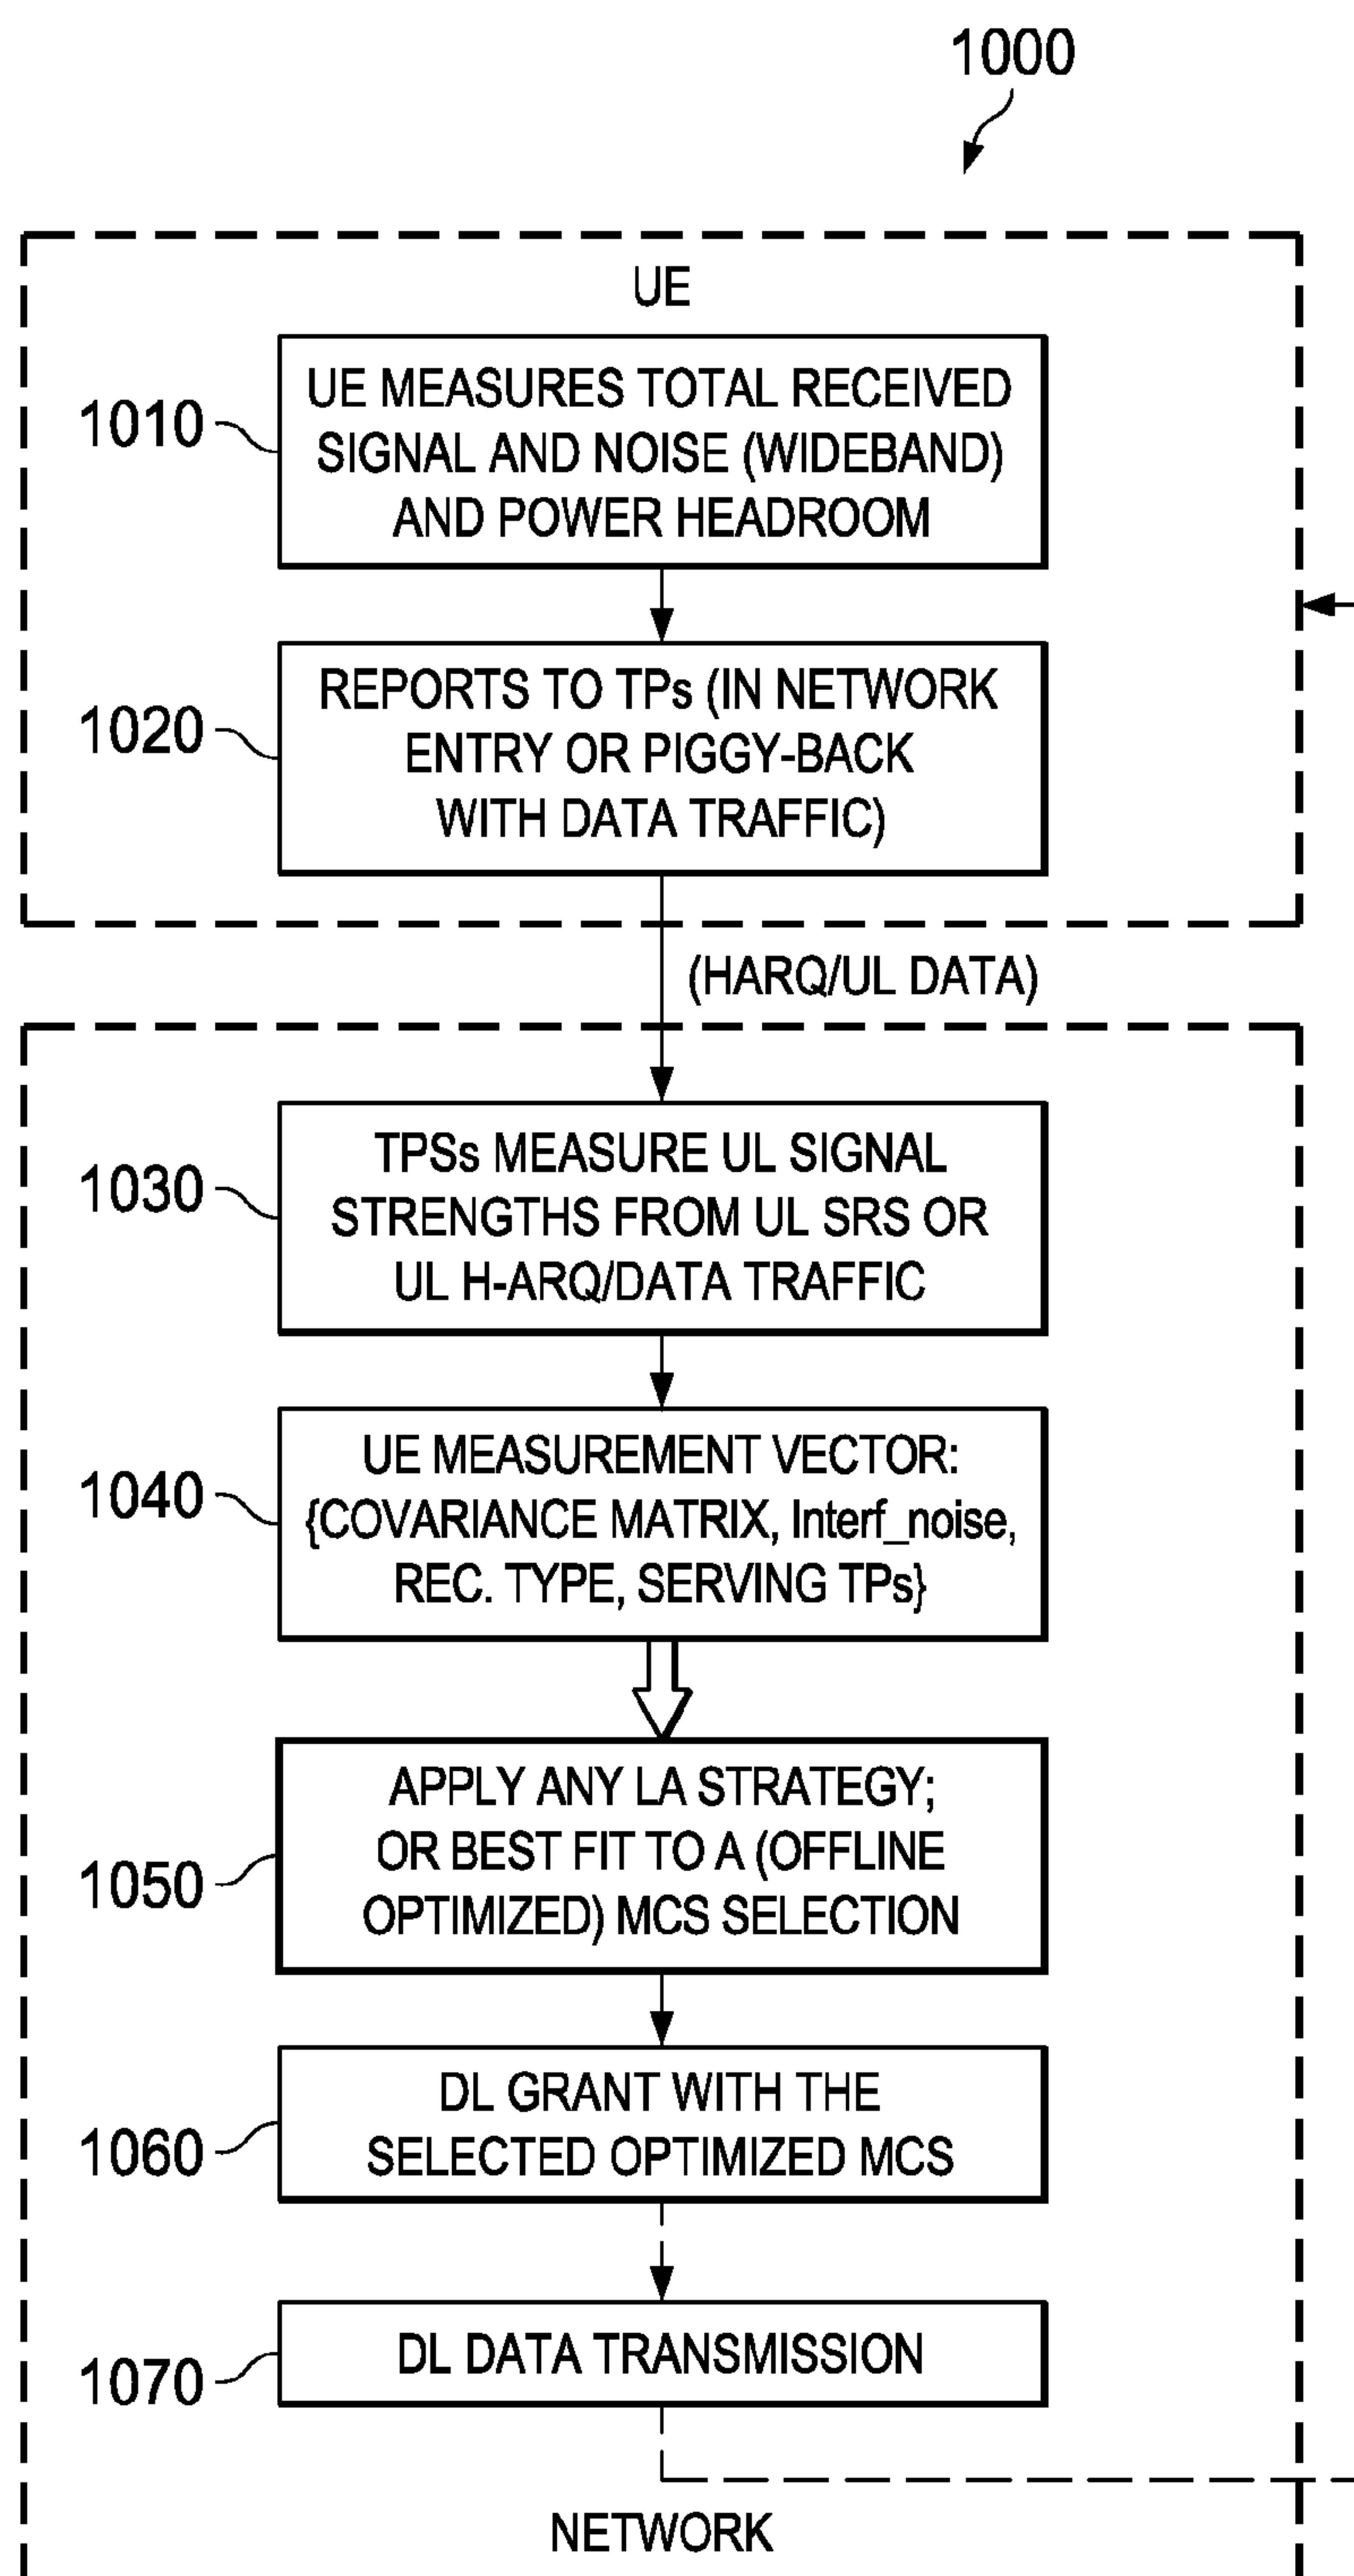 1000
UE
1010
UE MEASURES TOTAL RECEIVED
SIGNAL AND NOISE (WIDEBAND)
AND POWER HEADROOM
1020
REPORTS TO TPs (IN NETWORK
ENTRY OR PIGGY-BACK
WITH DATA TRAFFIC)
(HARQ/UL DATA)
1030
TPSs MEASURE UL SIGNAL
STRENGTHS FROM UL SRS OR
UL H-ARQ/DATA TRAFFIC
1040
UE MEASUREMENT VECTOR:
{COVARIANCE MATRIX, Interf_noise,
REC. TYPE, SERVING TPs}
1050
APPLY ANY LA STRATEGY;
OR BEST FIT TO A (OFFLINE
OPTIMIZED) MCS SELECTION
1060
DL GRANT WITH THE
SELECTED OPTIMIZED MCS
1070
DL DATA TRANSMISSION
NETWORK